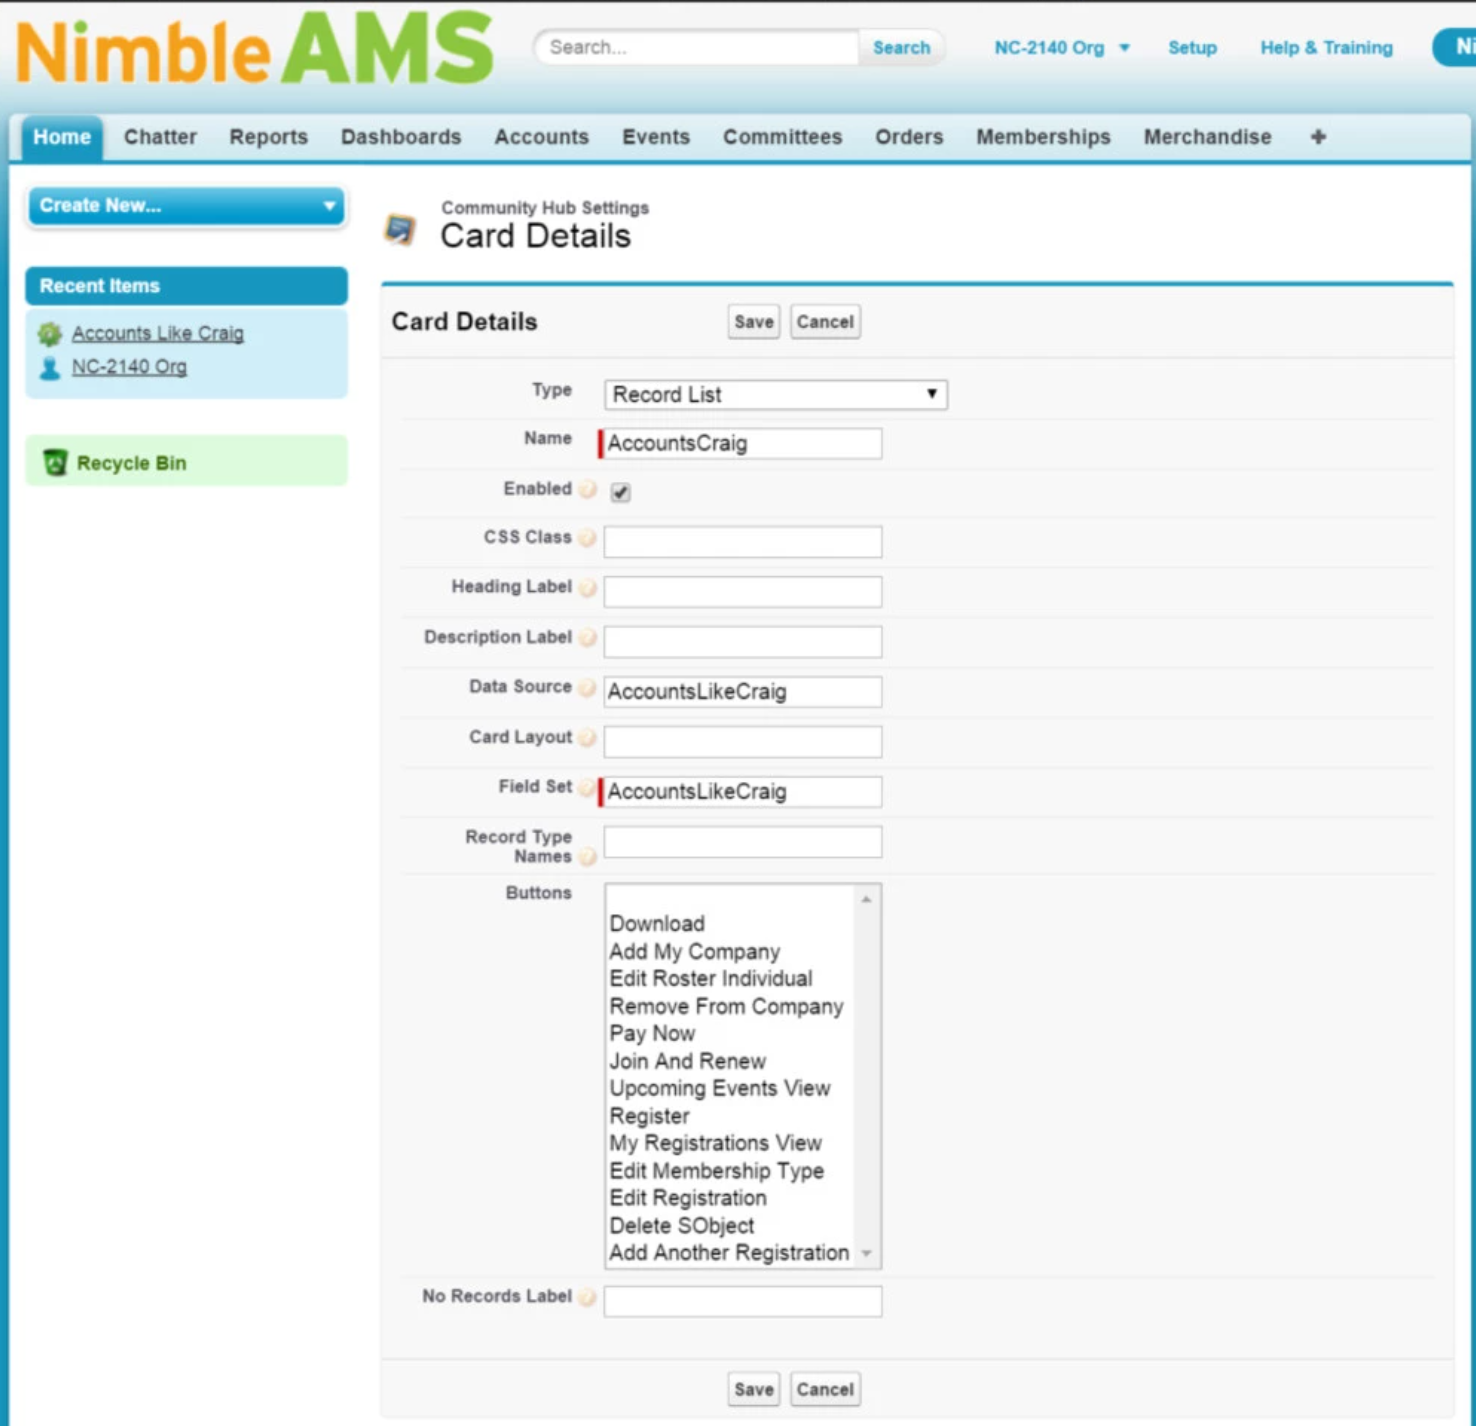 NimbleAMS
Search...
Search
NC-2140 Org
Setup
Help & Training
Ni
Home
Chatter
Reports
Dashboards
Accounts
Events
Committees
Orders
Memberships
Merchandise
+
Create New...
Recent Items
Accounts Like Craig
NC-2140 Org
Recycle Bin
Community Hub Settings
Card Details
Card Details
Save
Cancel
Type
Record List
Name
AccountsCraig
Enabled
CSS Class
Heading Label
Description Label
Data Source
AccountsLikeCraig
Card Layout
Field Set
AccountsLikeCraig
Record Type
Names
Buttons
Download
Add My Company
Edit Roster Individual
Remove From Company
Pay Now
Join And Renew
Upcoming Events View
Register
My Registrations View
Edit Membership Type
Edit Registration
Delete SObject
Add Another Registration
No Records Label
Save
Cancel